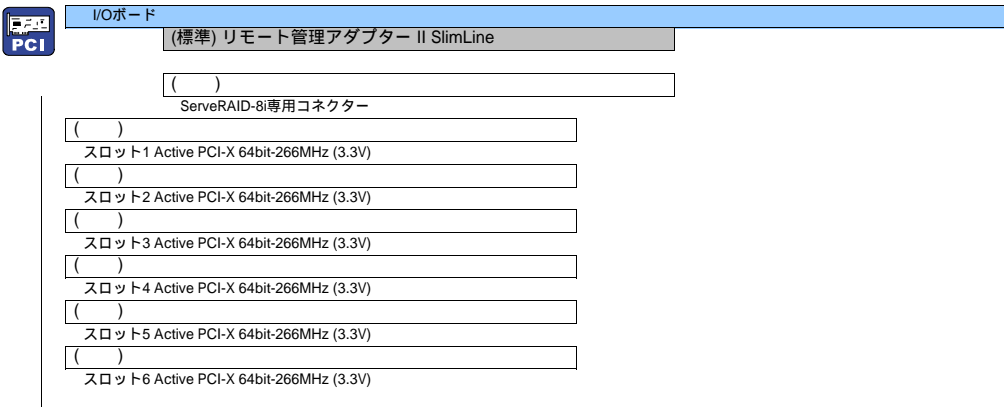 I/Oボード
PCI
(標準) リモート管理アダプター II SlimLine
(　　)
ServeRAID-8i専用コネクター
(　　)
スロット1 Active PCI-X 64bit-266MHz (3.3V)
(　　)
スロット2 Active PCI-X 64bit-266MHz (3.3V)
(　　)
スロット3 Active PCI-X 64bit-266MHz (3.3V)
(　　)
スロット4 Active PCI-X 64bit-266MHz (3.3V)
(　　)
スロット5 Active PCI-X 64bit-266MHz (3.3V)
(　　)
スロット6 Active PCI-X 64bit-266MHz (3.3V)